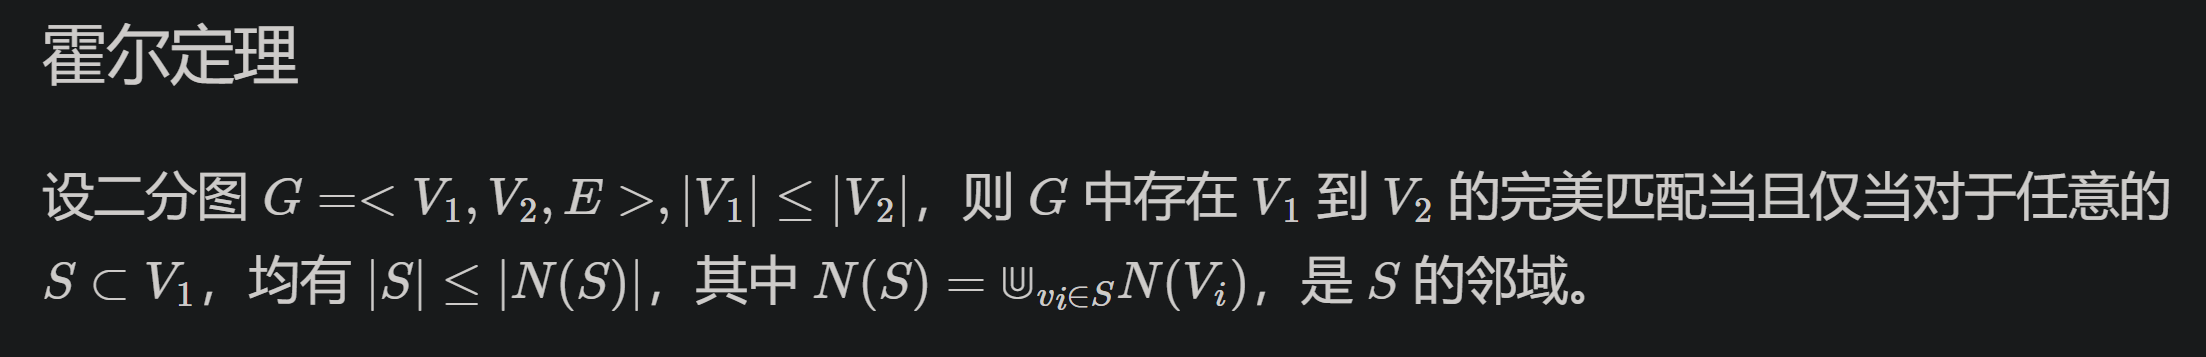 霍尔定理
设二分图 G =< V₁, V₂, E >, |V₁| ≤ |V₂|，则 G 中存在 V₁ 到 V₂ 的完美匹配当且仅当对于任意的
S ⊂ V₁，均有 |S| ≤ |N(S)|，其中 N(S) = ⋓_{vi∈S}N(Vᵢ)，是 S 的邻域。